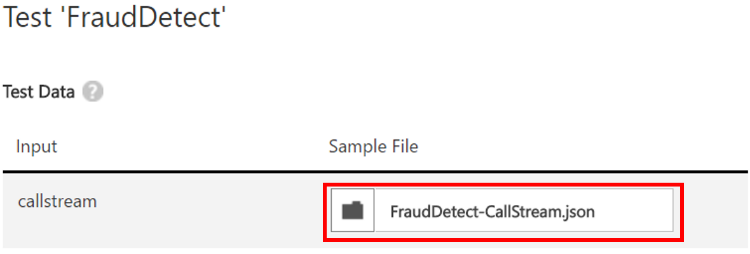 Test 'FraudDetect'
Test Data ?
Input Sample File
callstream FraudDetect-CallStream.json